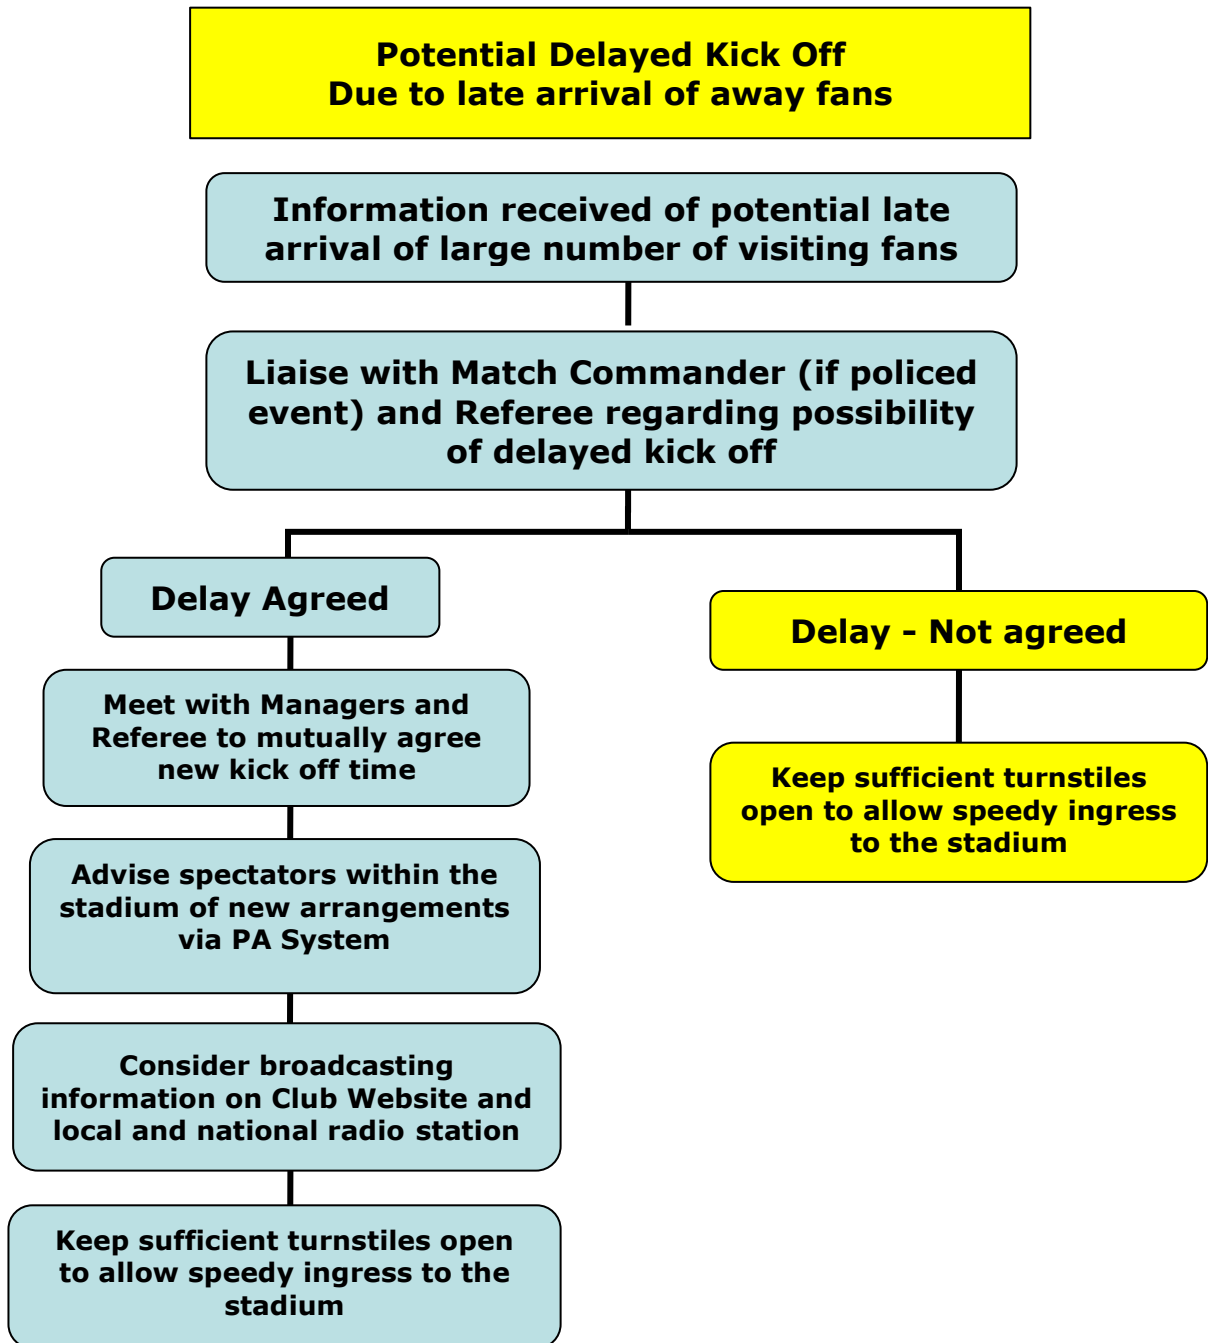 Potential Delayed Kick Off
Due to late arrival of away fans
Information received of potential late
arrival of large number of visiting fans
Liaise with Match Commander (if policed
event) and Referee regarding possibility
of delayed kick off
Delay Agreed
Meet with Managers and
Referee to mutually agree
new kick off time
Advise spectators within the
stadium of new arrangements
via PA System
Consider broadcasting
information on Club Website and
local and national radio station
Keep sufficient turnstiles open
to allow speedy ingress to the
stadium
Delay - Not agreed
Keep sufficient turnstiles
open to allow speedy ingress
to the stadium